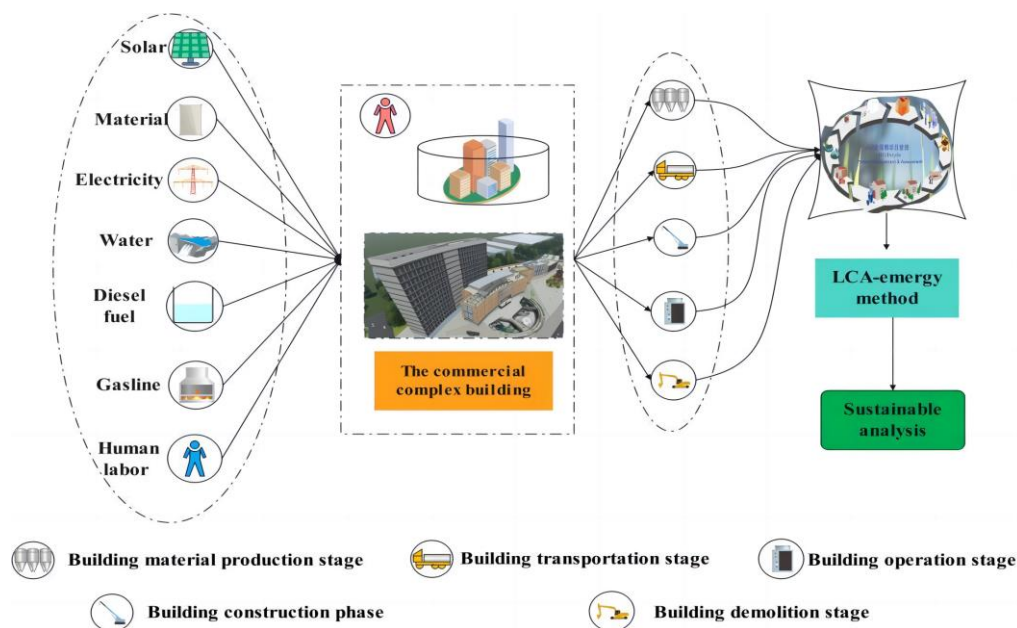 Solar
Material
Electricity
Water
Diesel
fuel
Gasline
Human
labor
The commercial
complex building
LCA-emergy
method
Sustainable
analysis
Building material production stage
Building transportation stage
Building operation stage
Building construction phase
Building demolition stage